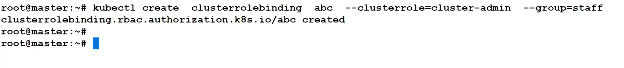 root@master:~# kubectl create  clusterrolebinding  abc  --clusterrole=cluster-admin  --group=staff
clusterrolebinding.rbac.authorization.k8s.io/abc created
root@master:~#
root@master:~#